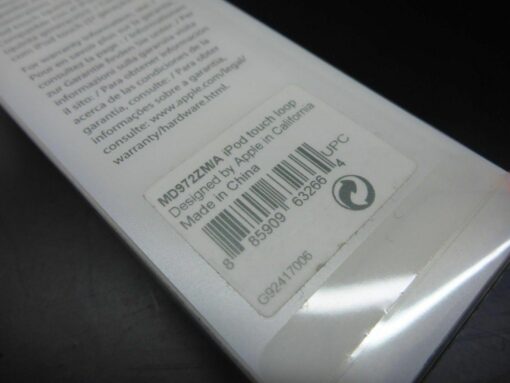 For warranty information
Pour en savoir plus sur la garantie,
consultez la page / Informationen
zur Garantie finden Sie unter / Per
informazioni sulla garanzia visita
il sito: / Para obtener información
acerca de las condiciones de la
garantía, consulte: / Para obter
informações sobre a garantia,
consulte: www.apple.com/legal/
warranty/hardware.html.
MD972ZM/A iPod touch loop
Designed by Apple in California
Made in China
UPC
8 85909 63266 4
G92417006